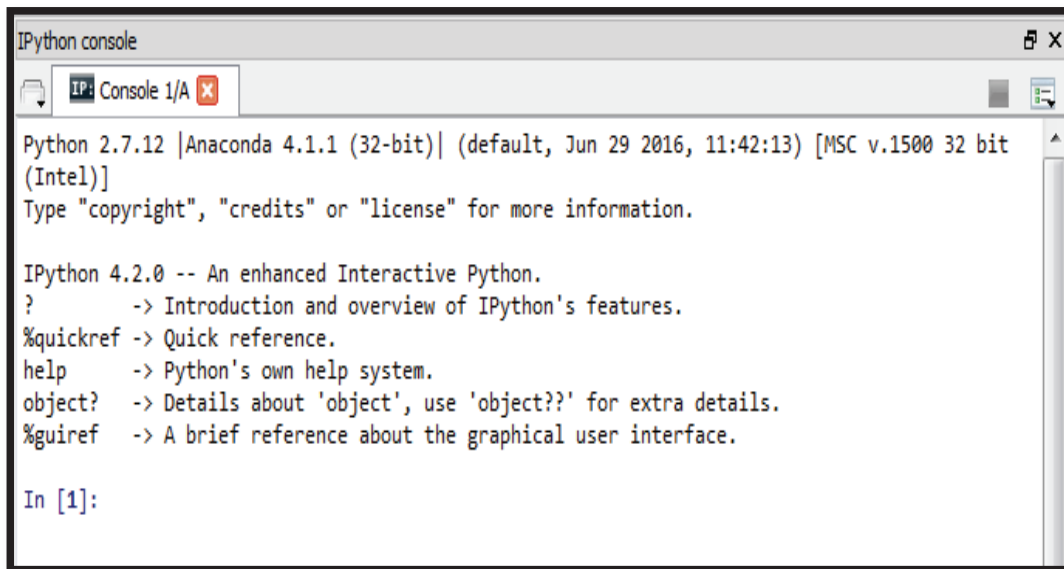 IPython console
IP: Console 1/A
Python 2.7.12 |Anaconda 4.1.1 (32-bit)| (default, Jun 29 2016, 11:42:13) [MSC v.1500 32 bit
(Intel)]
Type "copyright", "credits" or "license" for more information.
IPython 4.2.0 -- An enhanced Interactive Python.
?         -> Introduction and overview of IPython's features.
%quickref -> Quick reference.
help      -> Python's own help system.
object?   -> Details about 'object', use 'object??' for extra details.
%guiref   -> A brief reference about the graphical user interface.
In [1]: